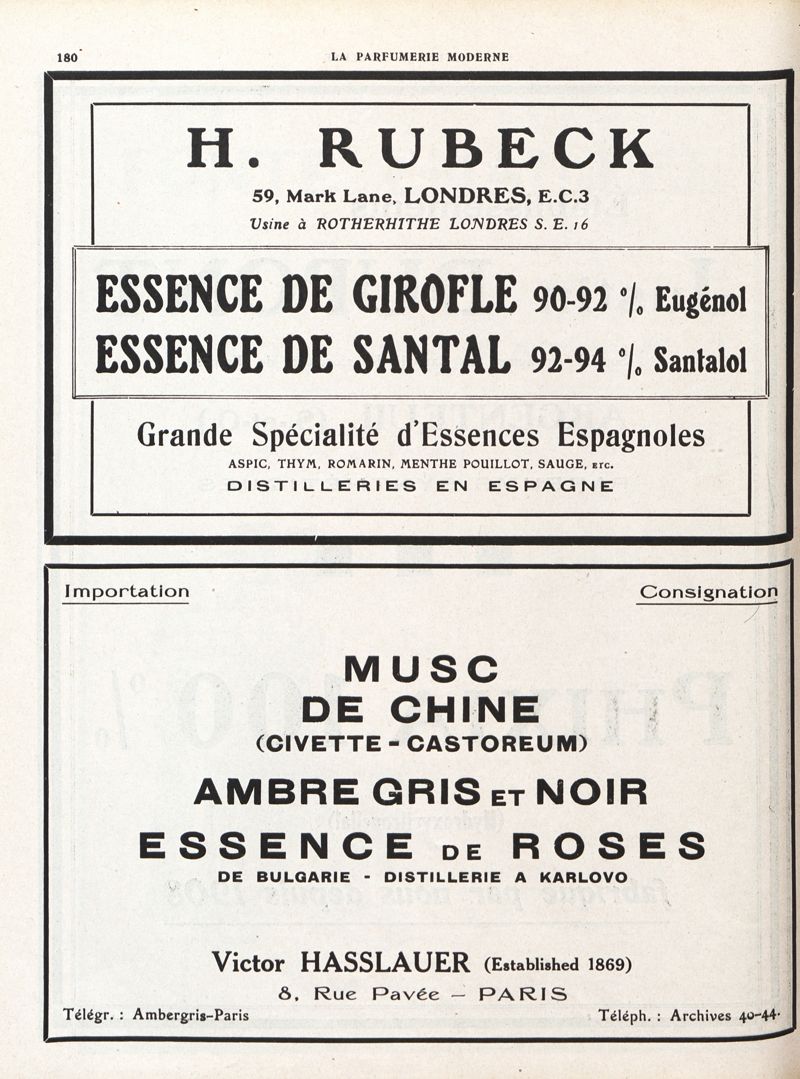 180
LA PARFUMERIE MODERNE
H. RUBECK
59, Mark Lane, LONDRES, E.C.3
Usine à ROTHERHITHE LONDRES S. E. 16
ESSENCE DE GIROFLE 90-92 % Eugénol
ESSENCE DE SANTAL 92-94 % Santalol
Grande Spécialité d'Essences Espagnoles
ASPIC, THYM, ROMARIN, MENTHE POUILLOT, SAUGE, ETC.
DISTILLERIES EN ESPAGNE
Importation
Consignation
MUSC
DE CHINE
(CIVETTE - CASTOREUM)
AMBRE GRIS ET NOIR
ESSENCE DE ROSES
DE BULGARIE - DISTILLERIE A KARLOVO
Victor HASSLAUER (Established 1869)
8, Rue Pavée — PARIS
Télégr. : Ambergris-Paris
Téléph. : Archives 40-44.